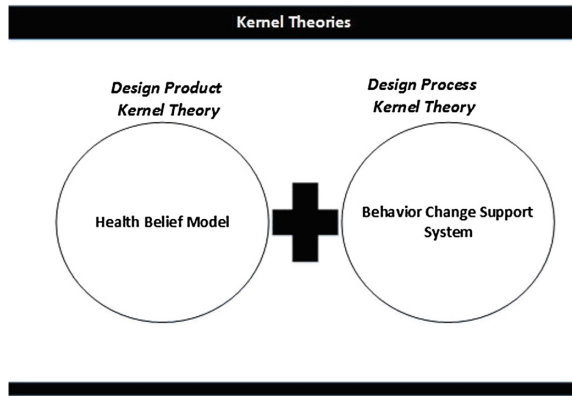 Kernel Theories
Design Product
Kernel Theory
Design Process
Kernel Theory
Health Belief Model
Behavior Change Support
System